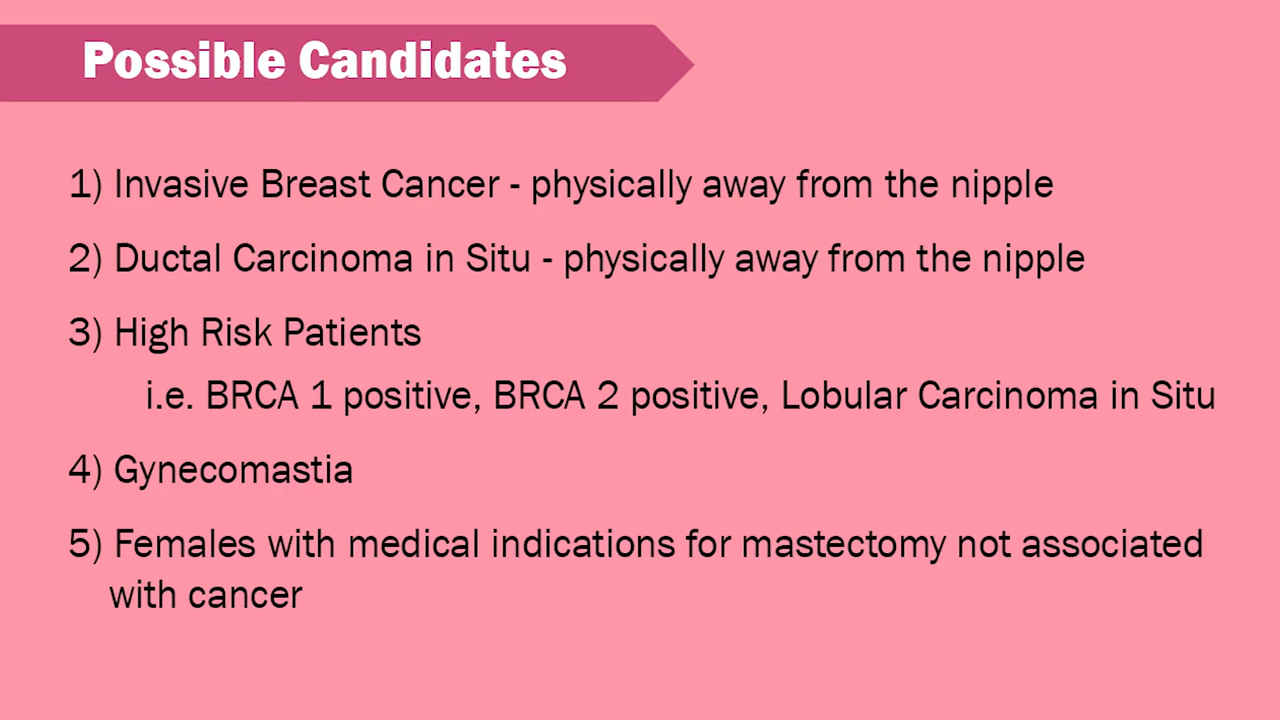 Possible Candidates
1) Invasive Breast Cancer - physically away from the nipple
2) Ductal Carcinoma in Situ - physically away from the nipple
3) High Risk Patients
i.e. BRCA 1 positive, BRCA 2 positive, Lobular Carcinoma in Situ
4) Gynecomastia
5) Females with medical indications for mastectomy not associated
with cancer